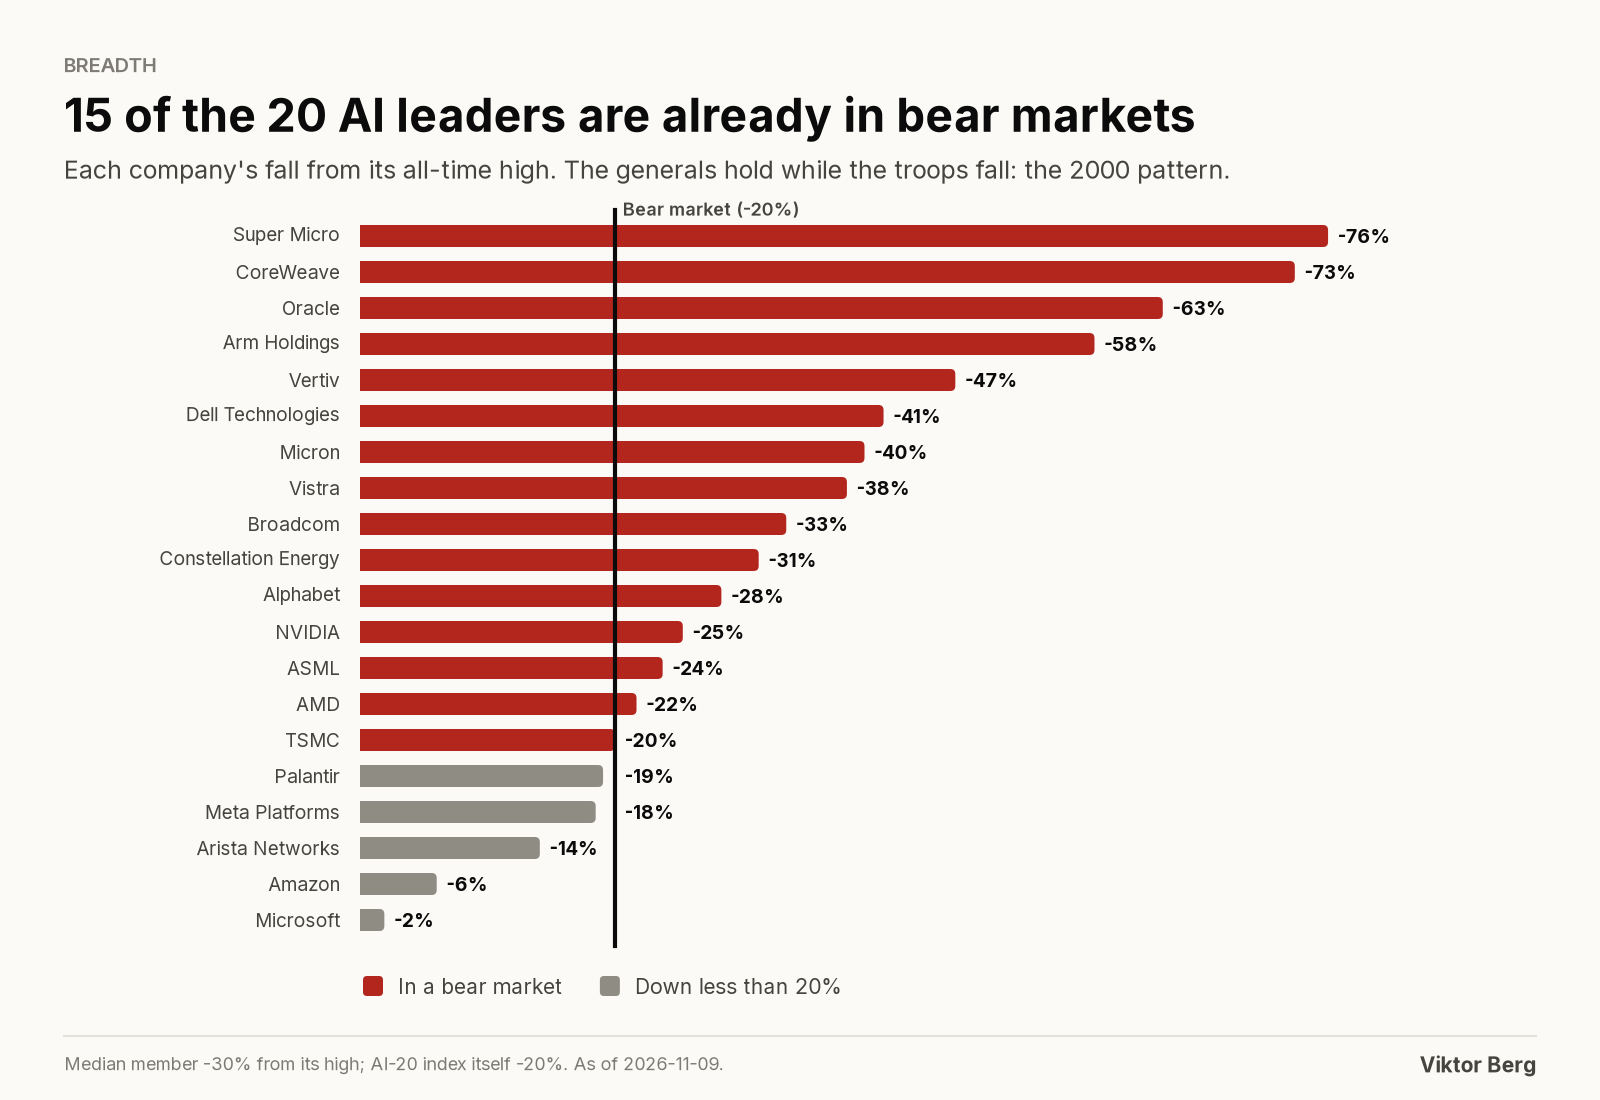 BREADTH
15 of the 20 AI leaders are already in bear markets
Each company's fall from its all-time high. The generals hold while the troops fall: the 2000 pattern.
Bear market (-20%)
Super Micro -76%
CoreWeave -73%
Oracle -63%
Arm Holdings -58%
Vertiv -47%
Dell Technologies -41%
Micron -40%
Vistra -38%
Broadcom -33%
Constellation Energy -31%
Alphabet -28%
NVIDIA -25%
ASML -24%
AMD -22%
TSMC -20%
Palantir -19%
Meta Platforms -18%
Arista Networks -14%
Amazon -6%
Microsoft -2%
In a bear market Down less than 20%
Median member -30% from its high; AI-20 index itself -20%. As of 2026-11-09. Viktor Berg